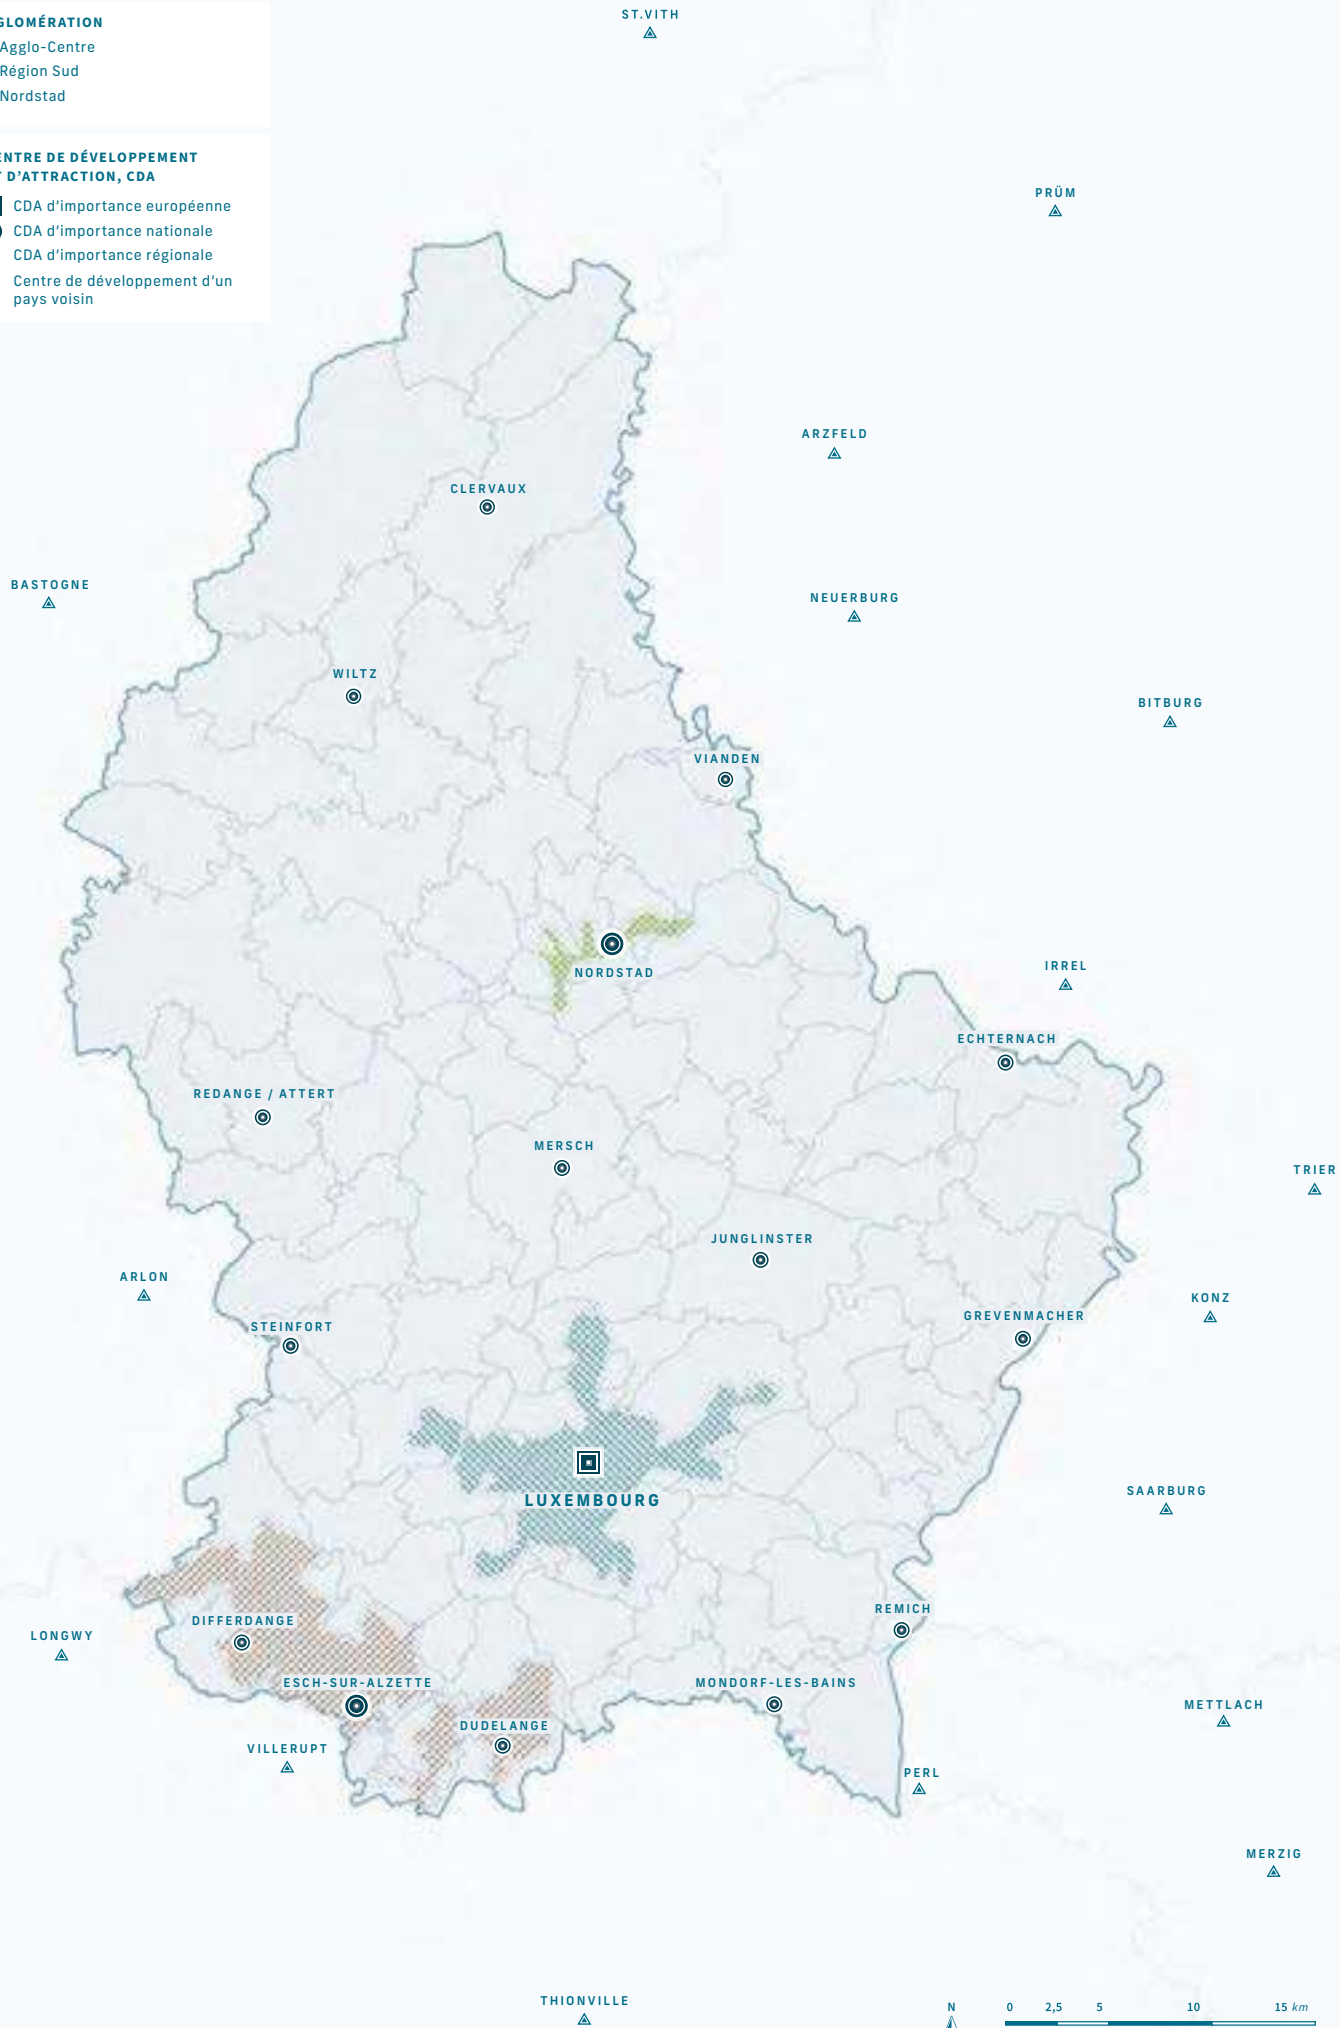 GLOMÉRATION
Agglo-Centre
Région Sud
Nordstad
ENTRE DE DÉVELOPPEMENT
T D'ATTRACTION, CDA
CDA d'importance européenne
CDA d'importance nationale
CDA d'importance régionale
Centre de développement d'un
pays voisin
ST.VITH
PRÜM
ARZFELD
CLERVAUX
BASTOGNE
NEUERBURG
WILTZ
BITBURG
VIANDEN
NORDSTAD
IRREL
ECHTERNACH
REDANGE / ATTERT
MERSCH
TRIER
JUNGLINSTER
ARLON
KONZ
GREVENMACHER
STEINFORT
SAARBURG
LUXEMBOURG
REMICH
DIFFERDANGE
LONGWY
ESCH-SUR-ALZETTE
MONDORF-LES-BAINS
METTLACH
DUDELANGE
VILLERUPT
PERL
MERZIG
THIONVILLE
N
0 2,5 5 10 15 km